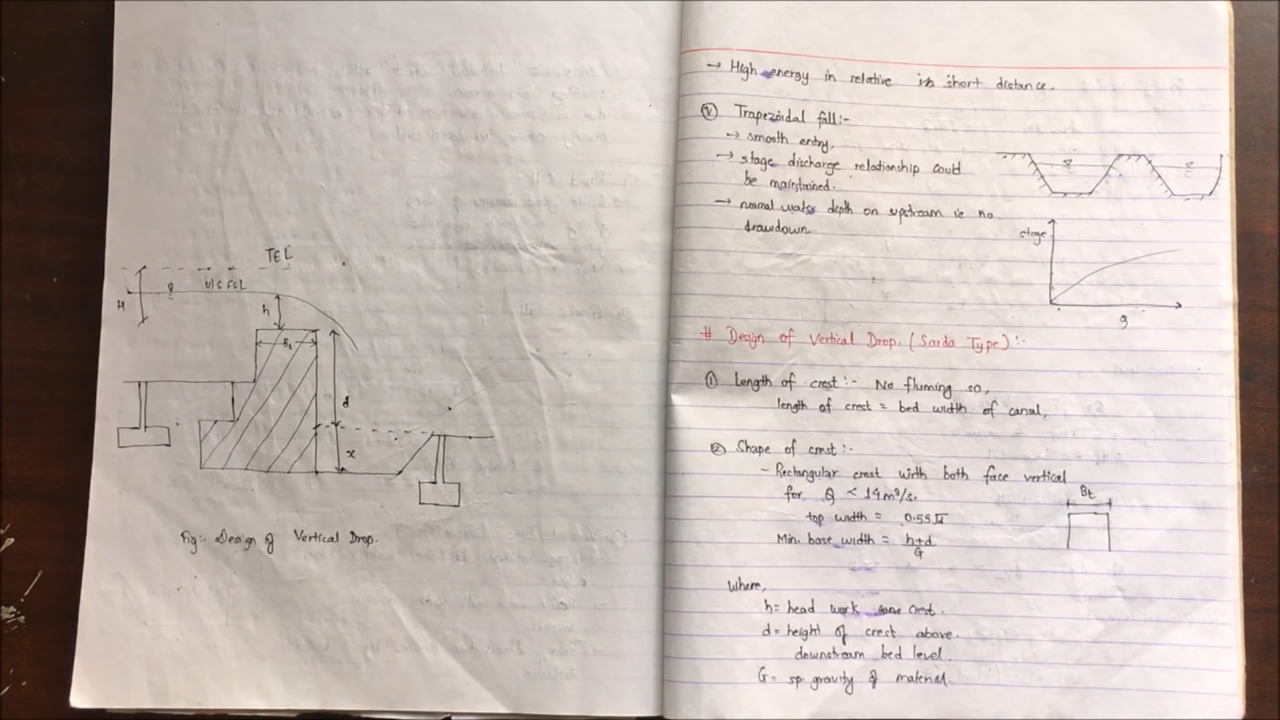 TEL
H
U/S FSL
h
Bt
d
x
Fig:- Design of Vertical Drop.
→ High energy in relative in short distance.
② Trapezoidal fall:-
→ smooth entry,
→ stage discharge relationship could
be maintained.
→ normal water depth on upstream ie no
drawdown
stage
Q
# Design of Vertical Drop. (Sarda Type):-
① Length of crest:- No fluming so,
length of crest = bed width of canal,
② Shape of crest:-
- Rectangular crest with both face vertical
for Q < 14m³/s.
top width = 0.55√d
Min. base width = h+d
G
Bt
Where,
h= head work crest.
d= height of crest above.
downstream bed level.
G= sp. gravity of material.